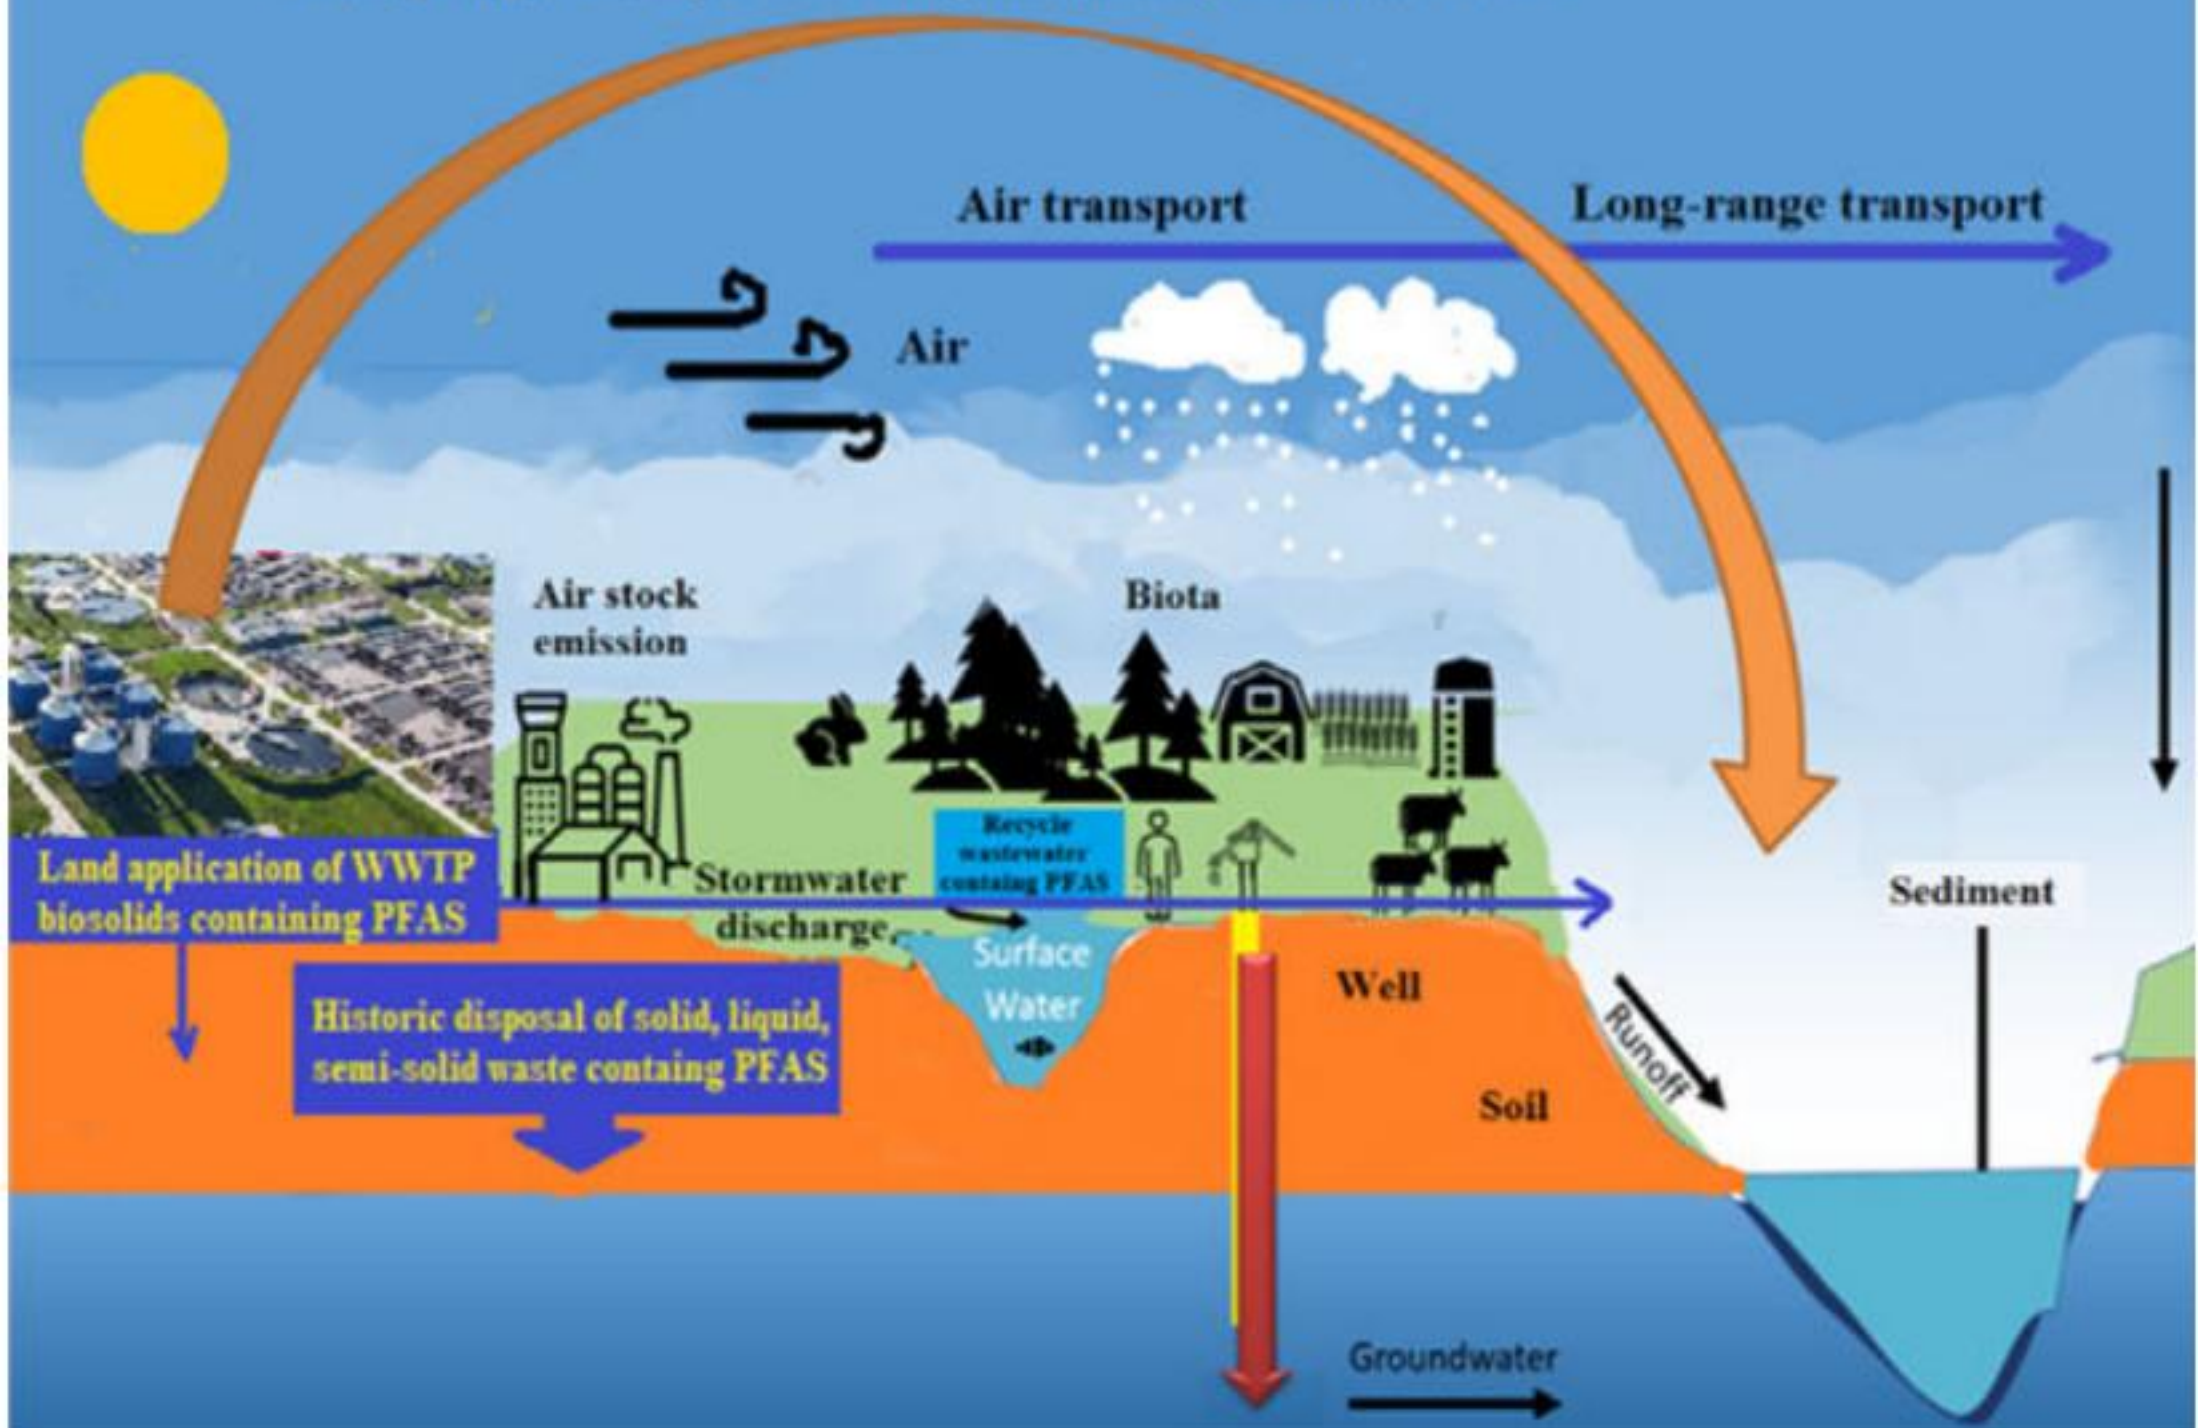 Air transport
Long-range transport
Air
Air stock
emission
Biota
Recycle
wastewater
containg PFAS
Land application of WWTP
biosolids containing PFAS
Stormwater
discharge
Surface
Water
Sediment
Historic disposal of solid, liquid,
semi-solid waste containg PFAS
Well
Runoff
Soil
Groundwater